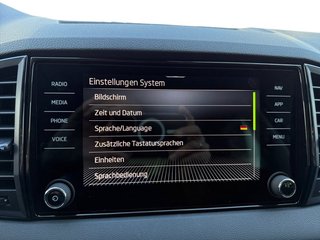 RADIO
MEDIA
PHONE
VOICE
Einstellungen System
Bildschirm
Zeit und Datum
Sprache/Language
Zusätzliche Tastatursprachen
Einheiten
Sprachbedienung
NAV
APP
CAR
MENU